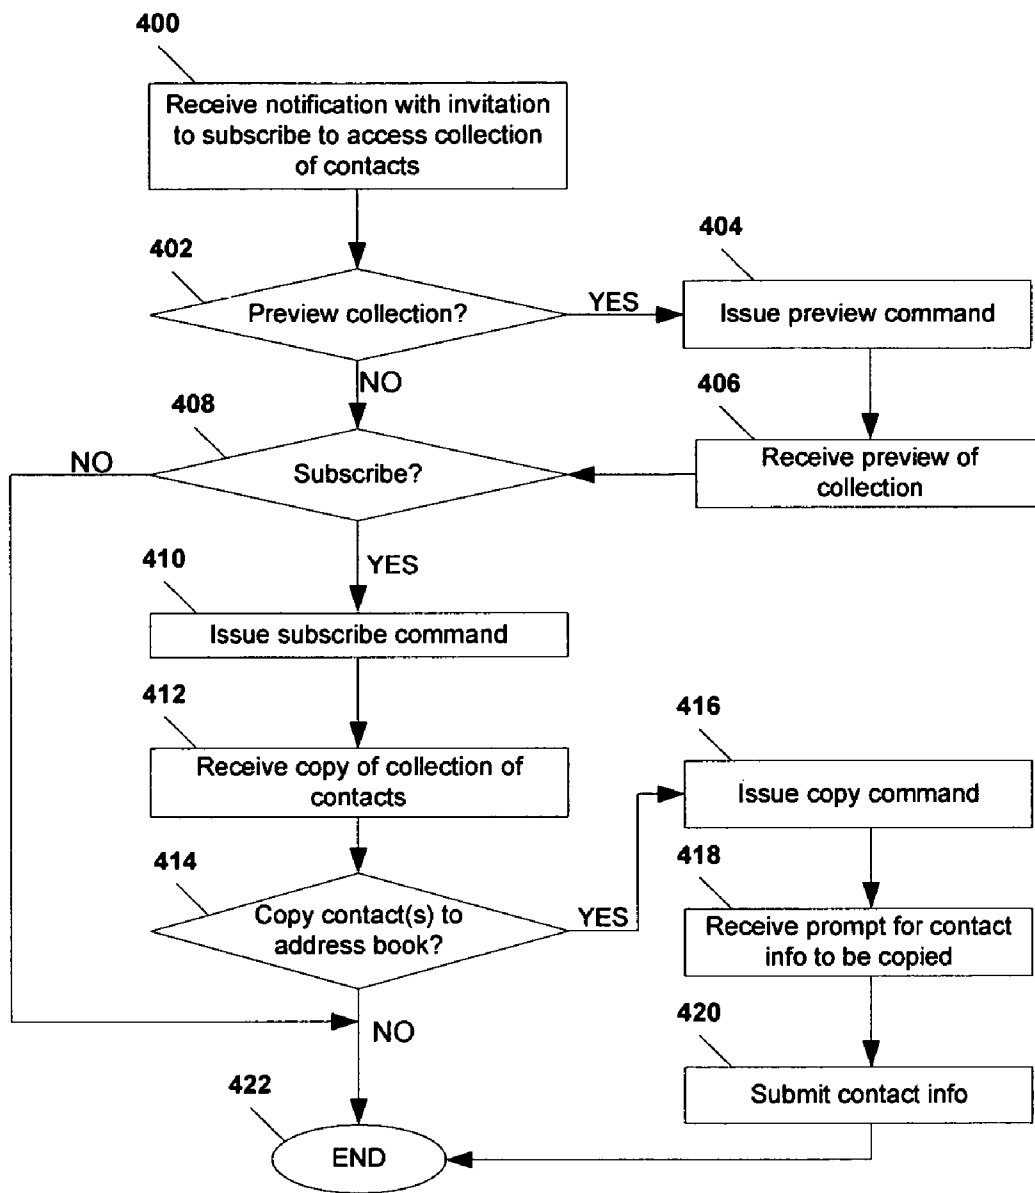 400
Receive notification with invitation
to subscribe to access collection
of contacts
402
Preview collection?
YES
404
Issue preview command
NO
406
Receive preview of
collection
408
NO
Subscribe?
YES
410
Issue subscribe command
412
Receive copy of collection of
contacts
414
Copy contact(s) to
address book?
YES
416
Issue copy command
418
Receive prompt for contact
info to be copied
NO
420
Submit contact info
422
END